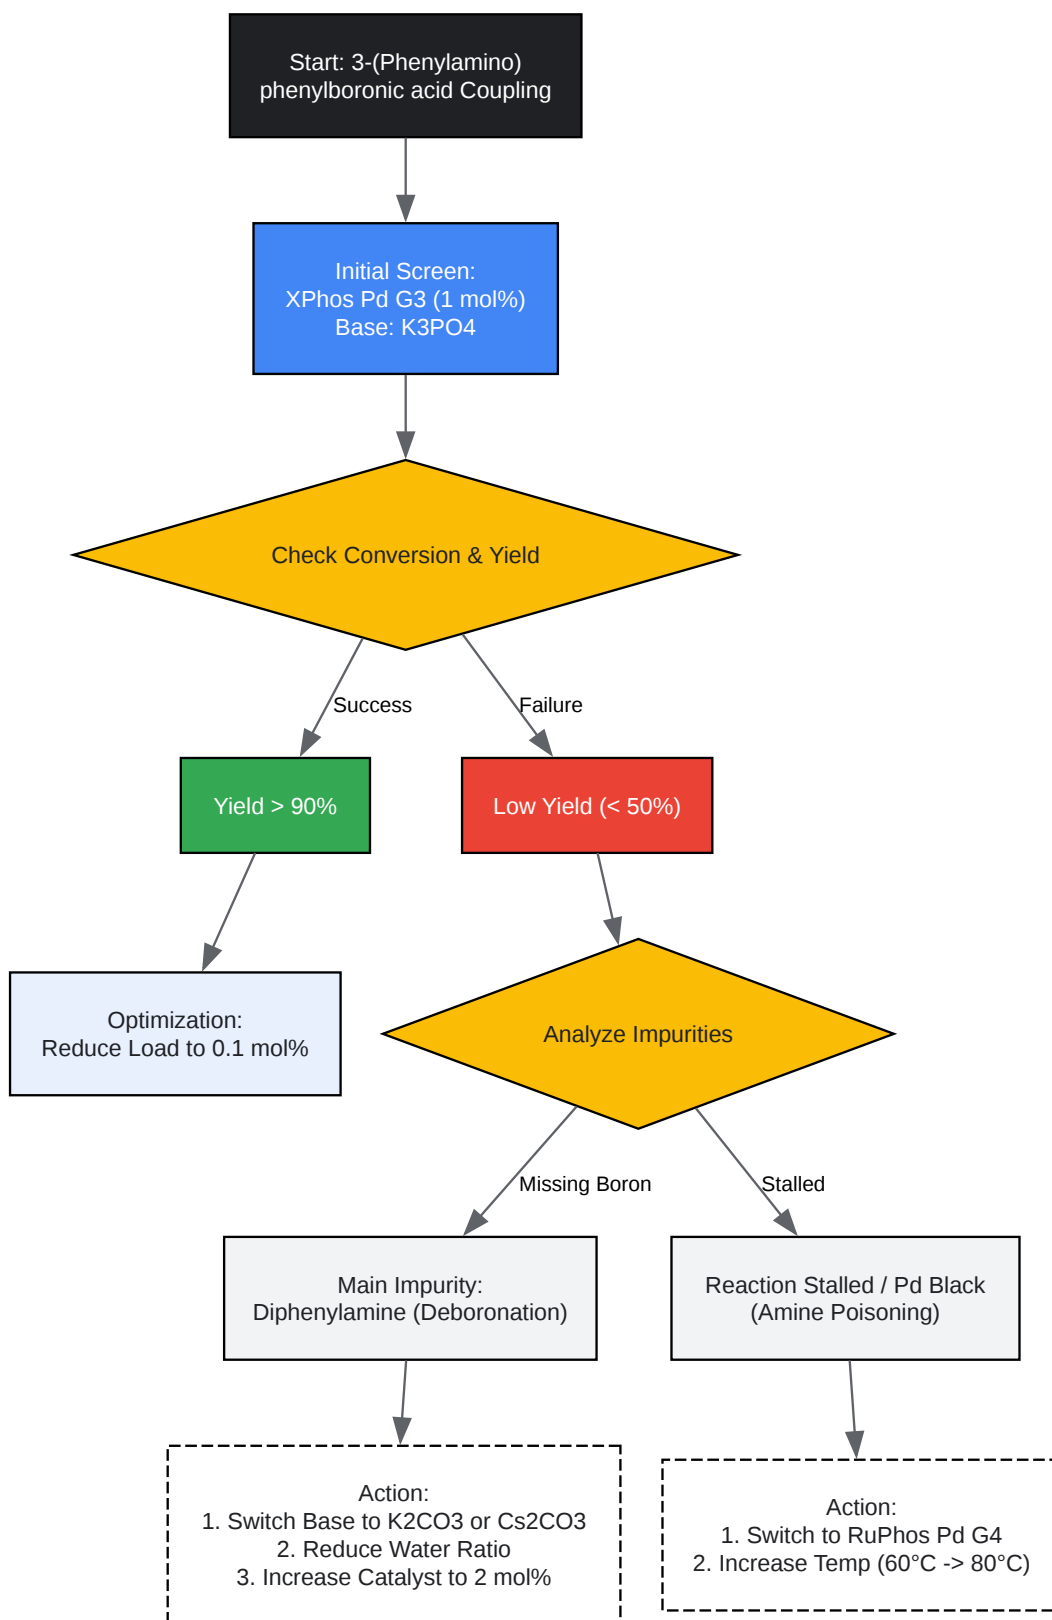 Start: 3-(Phenylamino)
phenylboronic acid Coupling
Initial Screen:
XPhos Pd G3 (1 mol%)
Base: K3PO4
Check Conversion & Yield
Success
Failure
Yield > 90%
Low Yield (< 50%)
Optimization:
Reduce Load to 0.1 mol%
Analyze Impurities
Missing Boron
Stalled
Main Impurity:
Diphenylamine (Deboronation)
Reaction Stalled / Pd Black
(Amine Poisoning)
Action:
1. Switch Base to K2CO3 or Cs2CO3
2. Reduce Water Ratio
3. Increase Catalyst to 2 mol%
Action:
1. Switch to RuPhos Pd G4
2. Increase Temp (60°C -> 80°C)